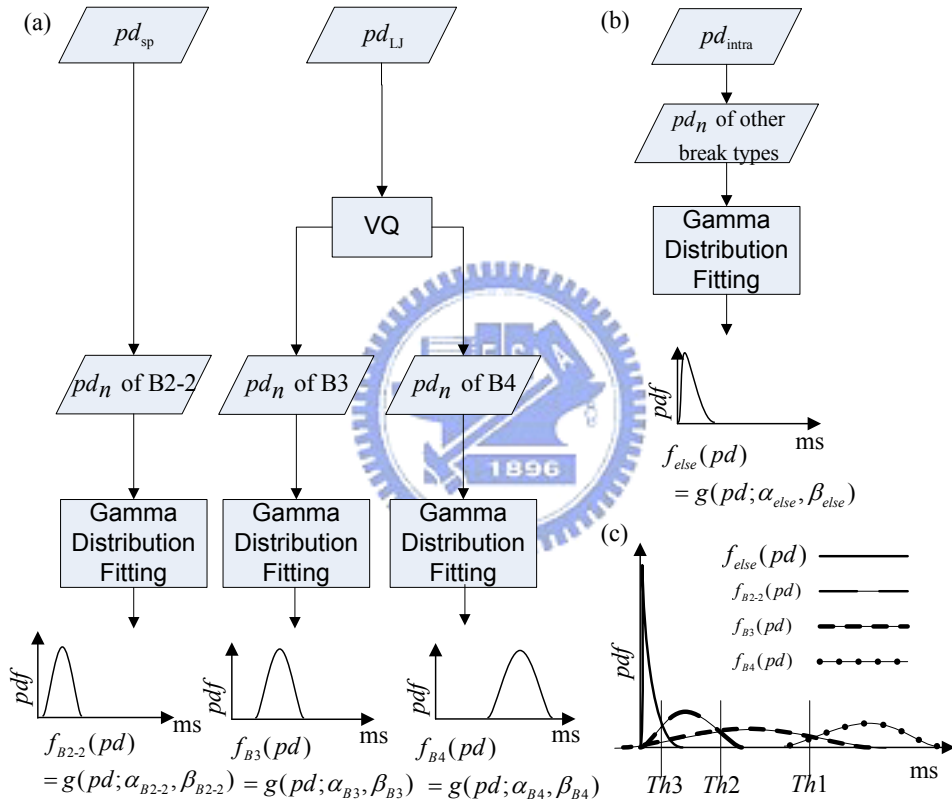 (a)
pd_sp
pd_LJ
VQ
pd_n of B2-2
pd_n of B3
pd_n of B4
Gamma
Distribution
Fitting
Gamma
Distribution
Fitting
Gamma
Distribution
Fitting
pdf
ms
pdf
ms
pdf
ms
f_B2-2(pd)
= g(pd; α_B2-2, β_B2-2)
f_B3(pd)
= g(pd; α_B3, β_B3)
f_B4(pd)
= g(pd; α_B4, β_B4)
(b)
pd_intra
pd_n of other
break types
Gamma
Distribution
Fitting
pdf
ms
f_else(pd)
= g(pd; α_else, β_else)
(c)
f_else(pd)
f_B2-2(pd)
f_B3(pd)
f_B4(pd)
pdf
ms
Th3
Th2
Th1
1896